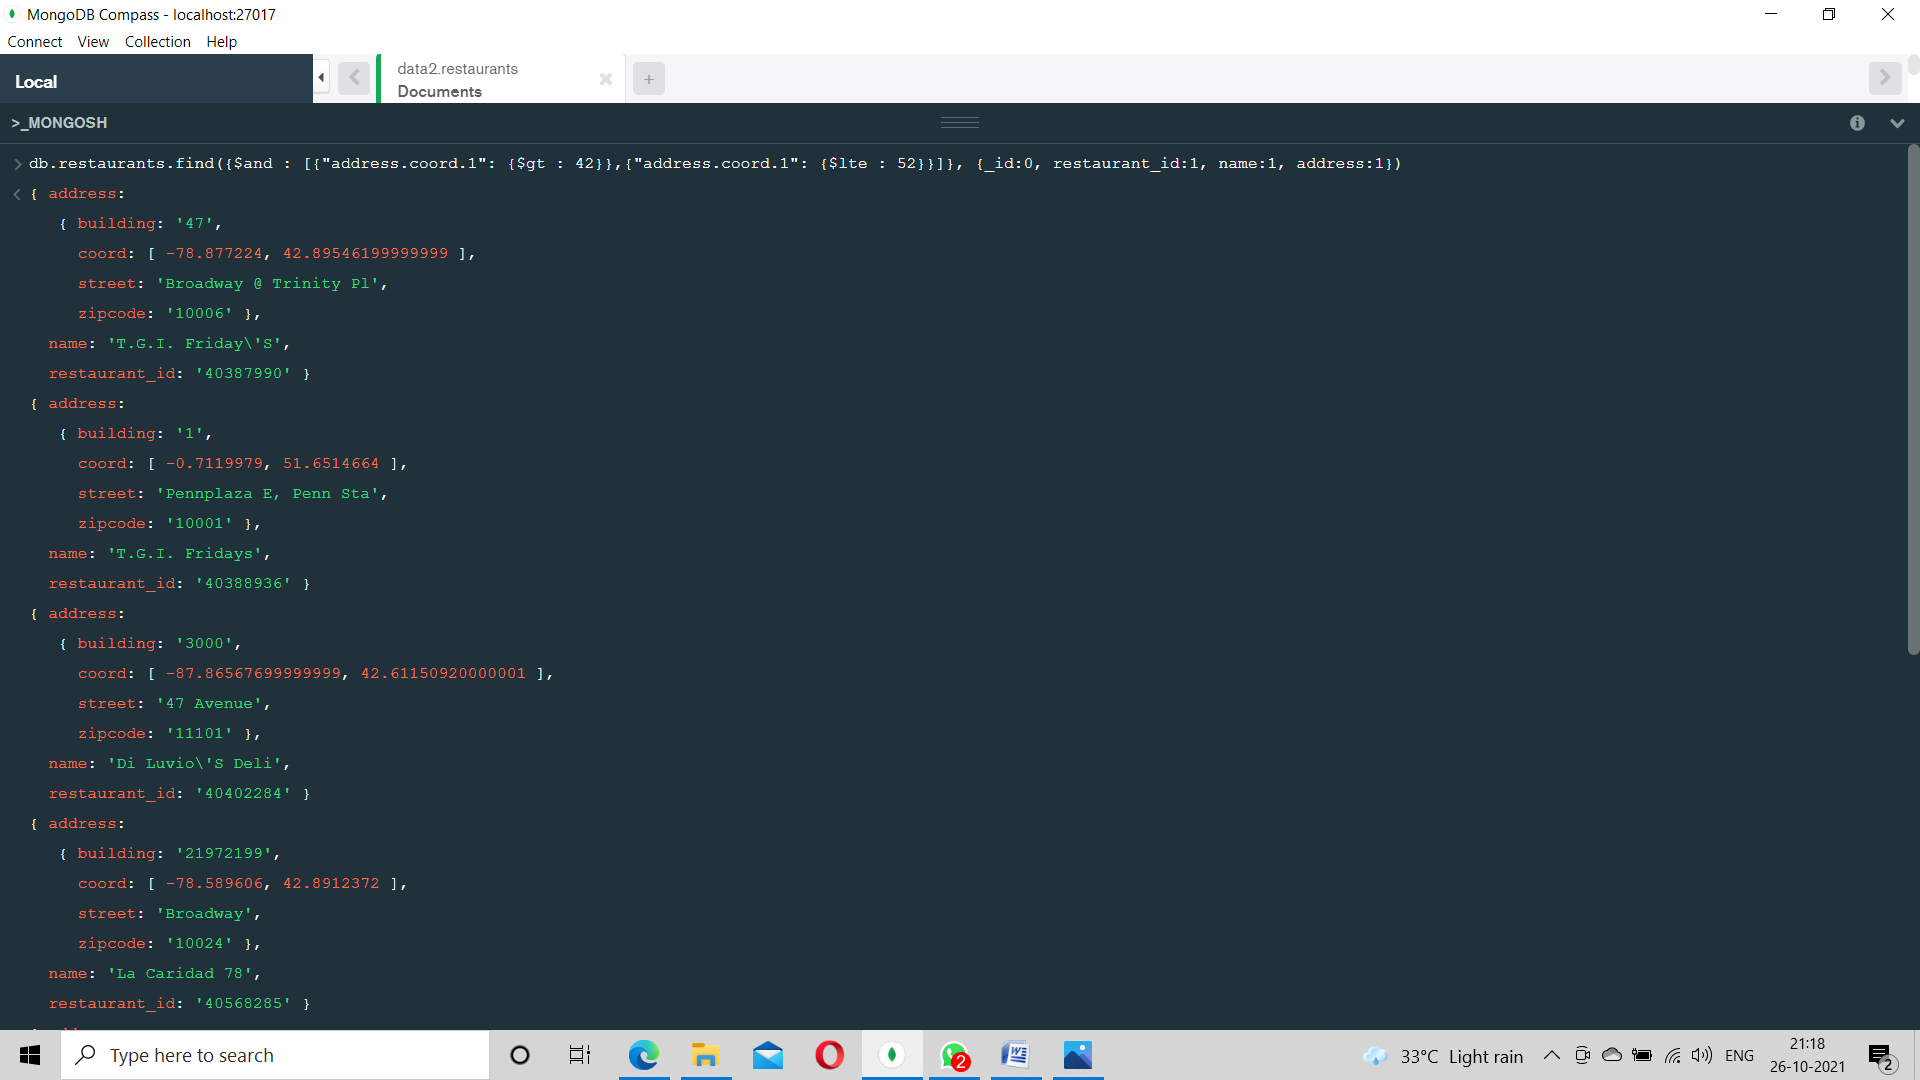 MongoDB Compass - localhost:27017
Connect View Collection Help
Local
data2.restaurants
Documents
>_MONGOSH
db.restaurants.find({$and : [{"address.coord.1": {$gt : 42}},{"address.coord.1": {$lte : 52}}]}, {_id:0, restaurant_id:1, name:1, address:1})
{ address:
{ building: '47',
coord: [ -78.877224, 42.89546199999999 ],
street: 'Broadway @ Trinity Pl',
zipcode: '10006' },
name: 'T.G.I. Friday\'S',
restaurant_id: '40387990' }
{ address:
{ building: '1',
coord: [ -0.7119979, 51.6514664 ],
street: 'Pennplaza E, Penn Sta',
zipcode: '10001' },
name: 'T.G.I. Fridays',
restaurant_id: '40388936' }
{ address:
{ building: '3000',
coord: [ -87.86567699999999, 42.61150920000001 ],
street: '47 Avenue',
zipcode: '11101' },
name: 'Di Luvio\'S Deli',
restaurant_id: '40402284' }
{ address:
{ building: '21972199',
coord: [ -78.589606, 42.8912372 ],
street: 'Broadway',
zipcode: '10024' },
name: 'La Caridad 78',
restaurant_id: '40568285' }
Type here to search
2
33°C Light rain
ENG
21:18
26-10-2021
2